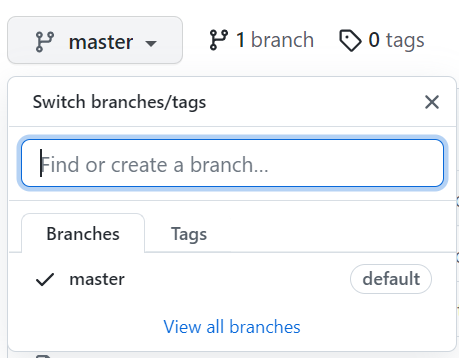 master 1 branch 0 tags
Switch branches/tags
Find or create a branch...
Branches Tags
master default
View all branches